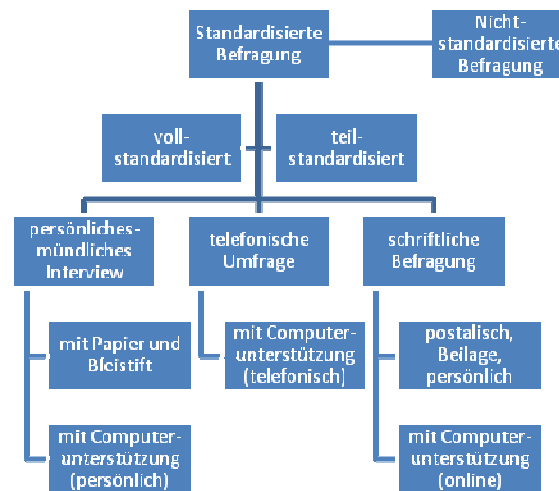 Standardisierte
Befragung
Nicht-
standardisierte
Befragung
voll-
standardisiert
teil-
standardisiert
persönliches-
mündliches
Interview
telefonische
Umfrage
schriftliche
Befragung
mit Papier und
Bleistift
mit Computer-
unterstützung
(telefonisch)
postalisch,
Beilage,
persönlich
mit Computer-
unterstützung
(persönlich)
mit Computer-
unterstützung
(online)